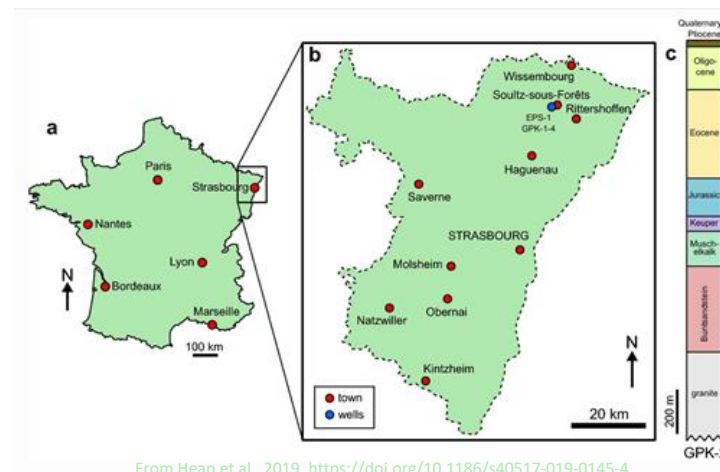 a
Paris
Strasbourg
Nantes
Lyon
N
Bordeaux
Marseille
100 km
b
Wissembourg
Soultz-sous-Forêts
Rittershoffen
EPS-1
GPK-1-4
Haguenau
Saverne
STRASBOURG
Molsheim
Obernai
Natzwiller
Kintzheim
N
town
wells
20 km
c
Quaternary
Pliocene
Oligo-
cene
Eocene
Jurassic
Keuper
Musch-
elkalk
Buntsandstein
granite
200 m
GPK-
From Heap et al., 2019, https://doi.org/10.1186/s40517-019-0145-4